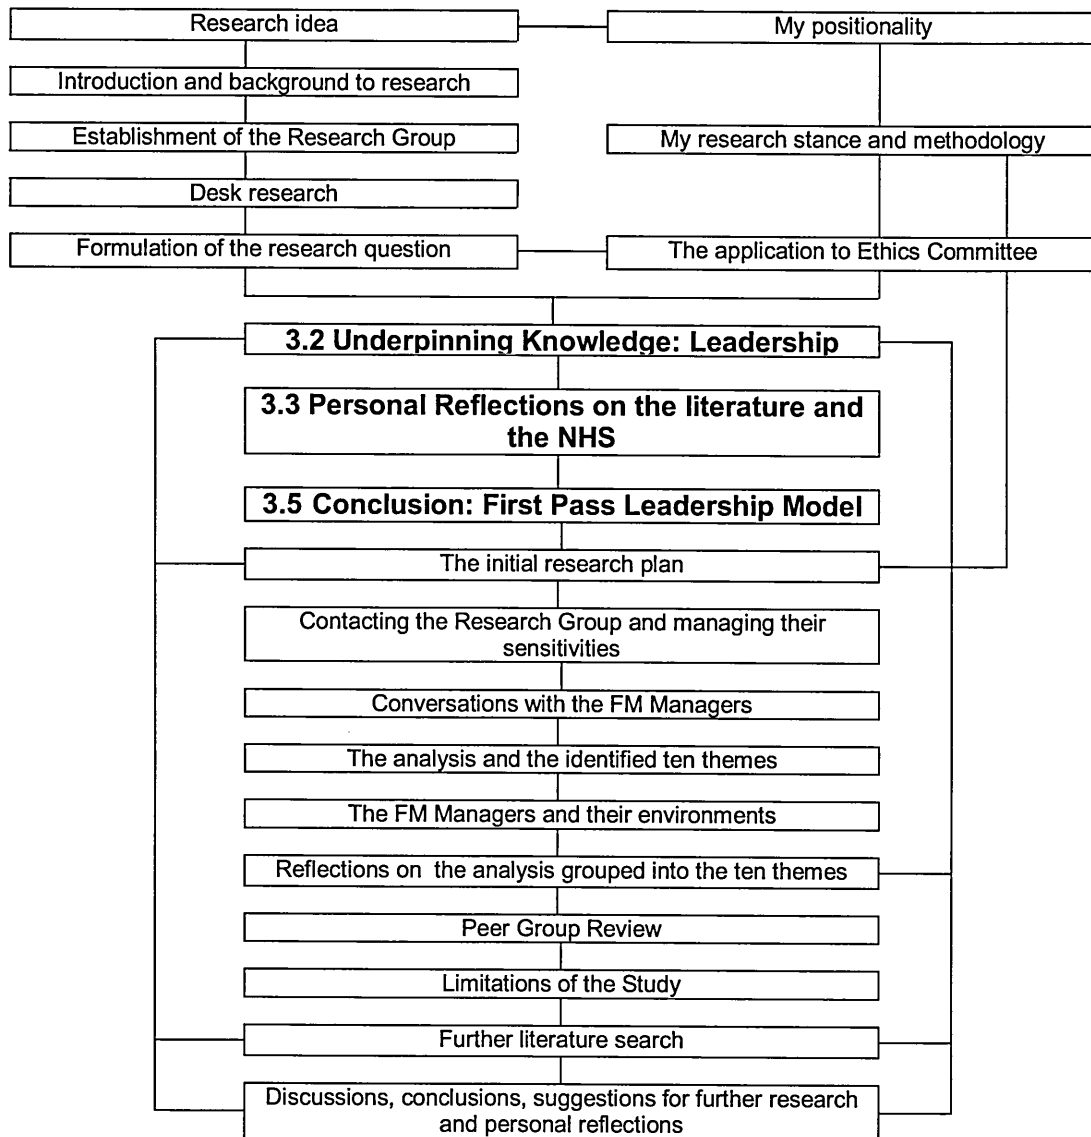 Research idea
My positionality
Introduction and background to research
Establishment of the Research Group
My research stance and methodology
Desk research
Formulation of the research question
The application to Ethics Committee
3.2 Underpinning Knowledge: Leadership
3.3 Personal Reflections on the literature and
the NHS
3.5 Conclusion: First Pass Leadership Model
The initial research plan
Contacting the Research Group and managing their
sensitivities
Conversations with the FM Managers
The analysis and the identified ten themes
The FM Managers and their environments
Reflections on the analysis grouped into the ten themes
Peer Group Review
Limitations of the Study
Further literature search
Discussions, conclusions, suggestions for further research
and personal reflections